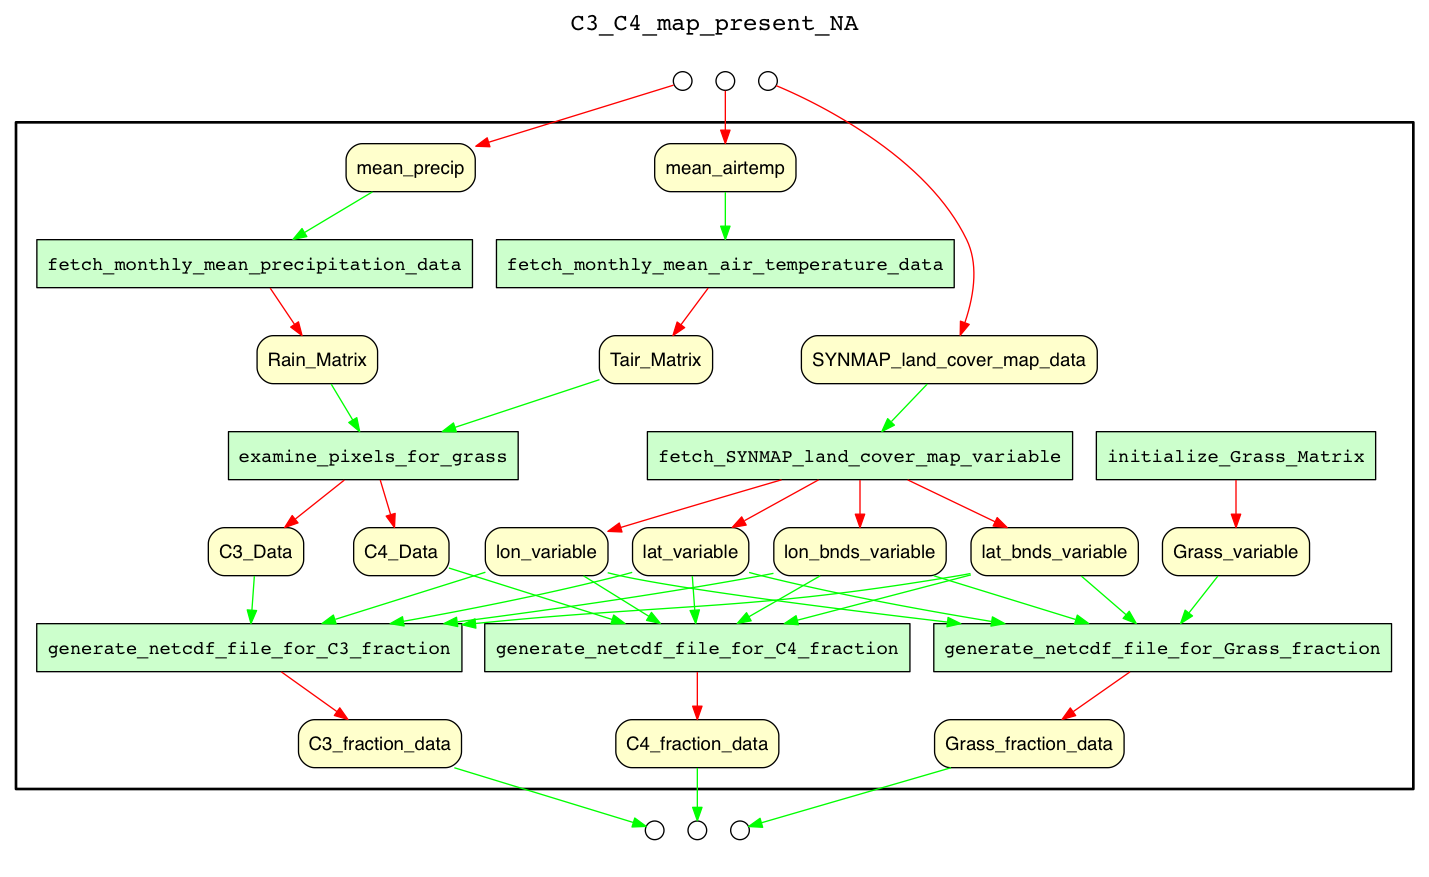 C3_C4_map_present_NA
mean_precip
mean_airtemp
fetch_monthly_mean_precipitation_data
fetch_monthly_mean_air_temperature_data
Rain_Matrix
Tair_Matrix
SYNMAP_land_cover_map_data
examine_pixels_for_grass
fetch_SYNMAP_land_cover_map_variable
initialize_Grass_Matrix
C3_Data
C4_Data
lon_variable
lat_variable
lon_bnds_variable
lat_bnds_variable
Grass_variable
generate_netcdf_file_for_C3_fraction
generate_netcdf_file_for_C4_fraction
generate_netcdf_file_for_Grass_fraction
C3_fraction_data
C4_fraction_data
Grass_fraction_data